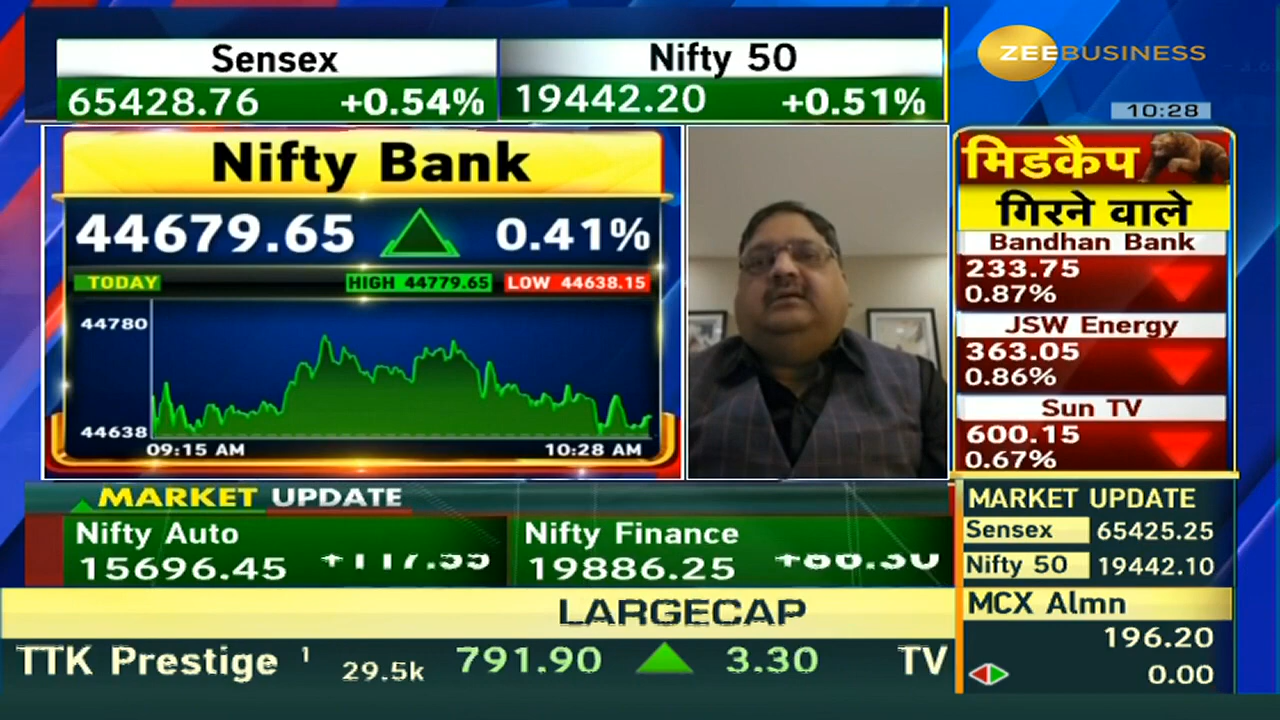 Sensex
65428.76 +0.54%
Nifty 50
19442.20 +0.51%
ZEEBUSINESS
10:28
Nifty Bank
44679.65 0.41%
TODAY HIGH 44779.65 LOW 44638.15
44780
44638
09:15 AM 10:28 AM
मिडकैप
गिरने वाले
Bandhan Bank
233.75
0.87%
JSW Energy
363.05
0.86%
Sun TV
600.15
0.67%
MARKET UPDATE
Nifty Auto
15696.45
Nifty Finance
19886.25
MARKET UPDATE
Sensex 65425.25
Nifty 50 19442.10
MCX Almn
196.20
0.00
LARGECAP
TTK Prestige 1 29.5k 791.90 3.30 TV